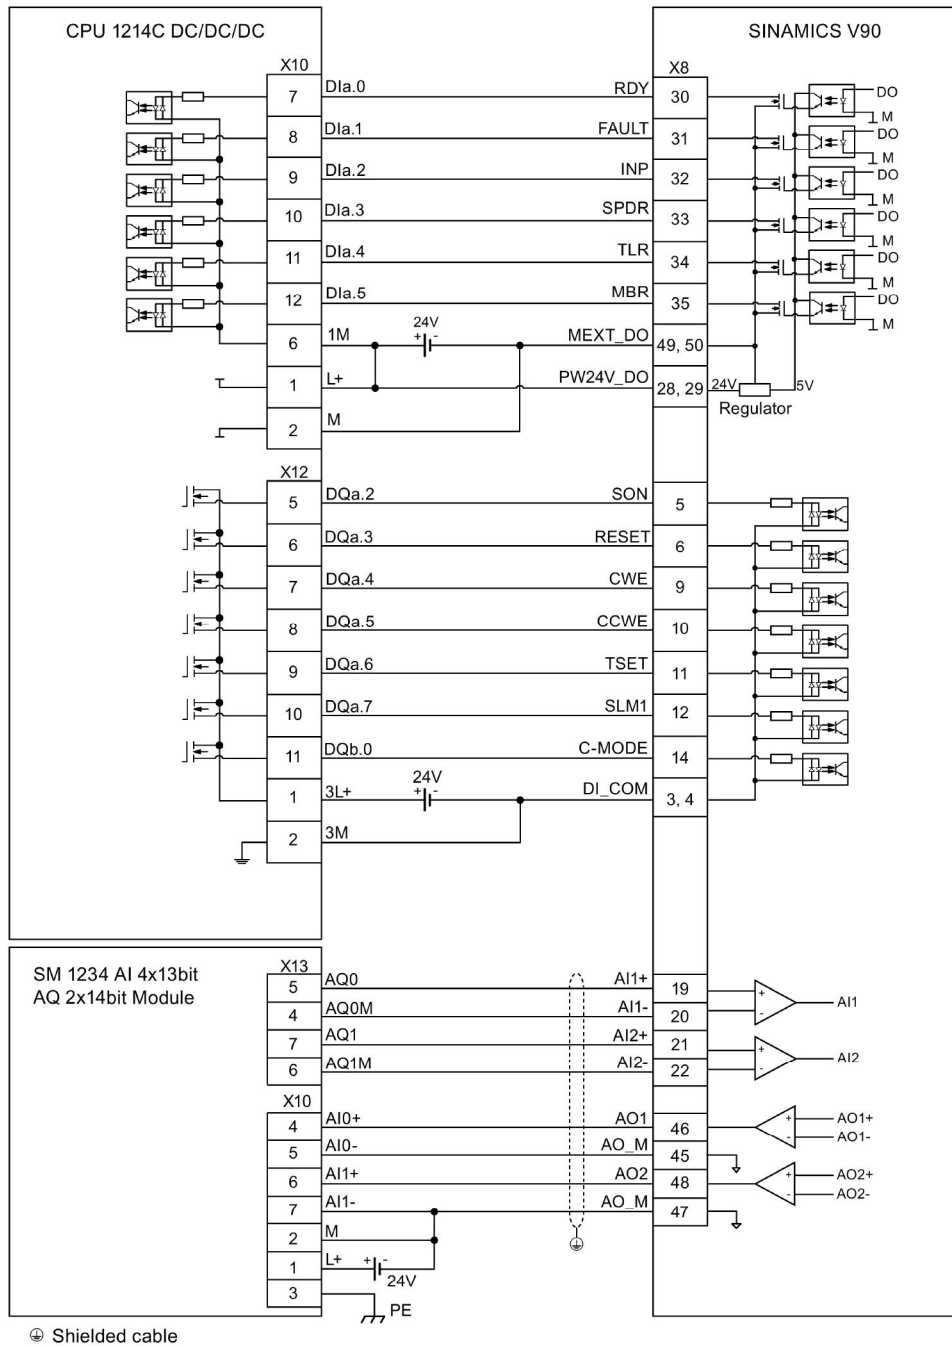 CPU 1214C DC/DC/DC
SINAMICS V90
X10
X8
7 DIa.0 RDY 30 DO
M
8 DIa.1 FAULT 31 DO
M
9 DIa.2 INP 32 DO
M
10 DIa.3 SPDR 33 DO
M
11 DIa.4 TLR 34 DO
M
12 DIa.5 MBR 35 DO
M
24V
+ -
6 1M MEXT_DO 49, 50
1 L+ PW24V_DO 28, 29 24V 5V
Regulator
2 M
X12
5 DQa.2 SON 5
6 DQa.3 RESET 6
7 DQa.4 CWE 9
8 DQa.5 CCWE 10
9 DQa.6 TSET 11
10 DQa.7 SLM1 12
11 DQb.0 C-MODE 14
24V
1 3L+ + - DI_COM 3, 4
2 3M
SM 1234 AI 4x13bit
AQ 2x14bit Module
X13
5 AQ0 AI1+ 19 +
AI1
4 AQ0M AI1- 20 -
7 AQ1 AI2+ 21 +
AI2
6 AQ1M AI2- 22 -
X10
4 AI0+ AO1 46 + AO1+
- AO1-
5 AI0- AO_M 45
6 AI1+ AO2 48 + AO2+
- AO2-
7 AI1- AO_M 47
2 M
1 L+ + -
24V
3 PE
Shielded cable